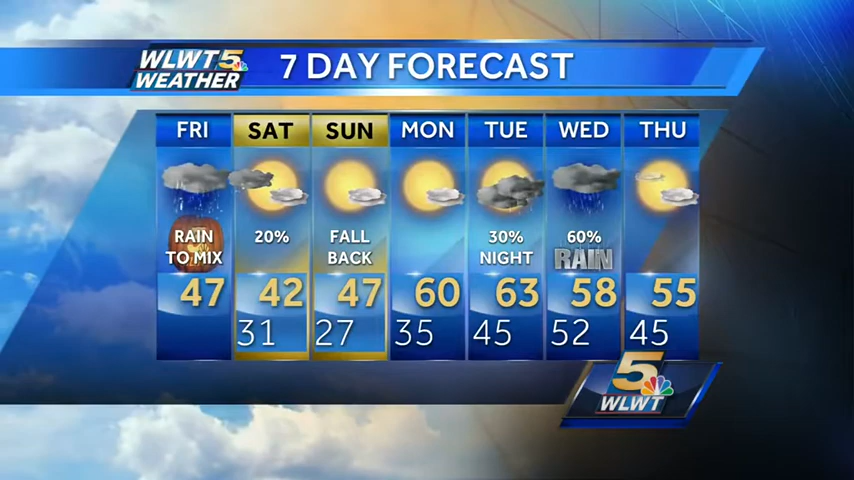 WLWT 5
WEATHER
7 DAY FORECAST
FRI SAT SUN MON TUE WED THU
RAIN
TO MIX
20%
FALL
BACK
30%
NIGHT
60%
RAIN
47 42 47 60 63 58 55
31 27 35 45 52 45
5
WLWT